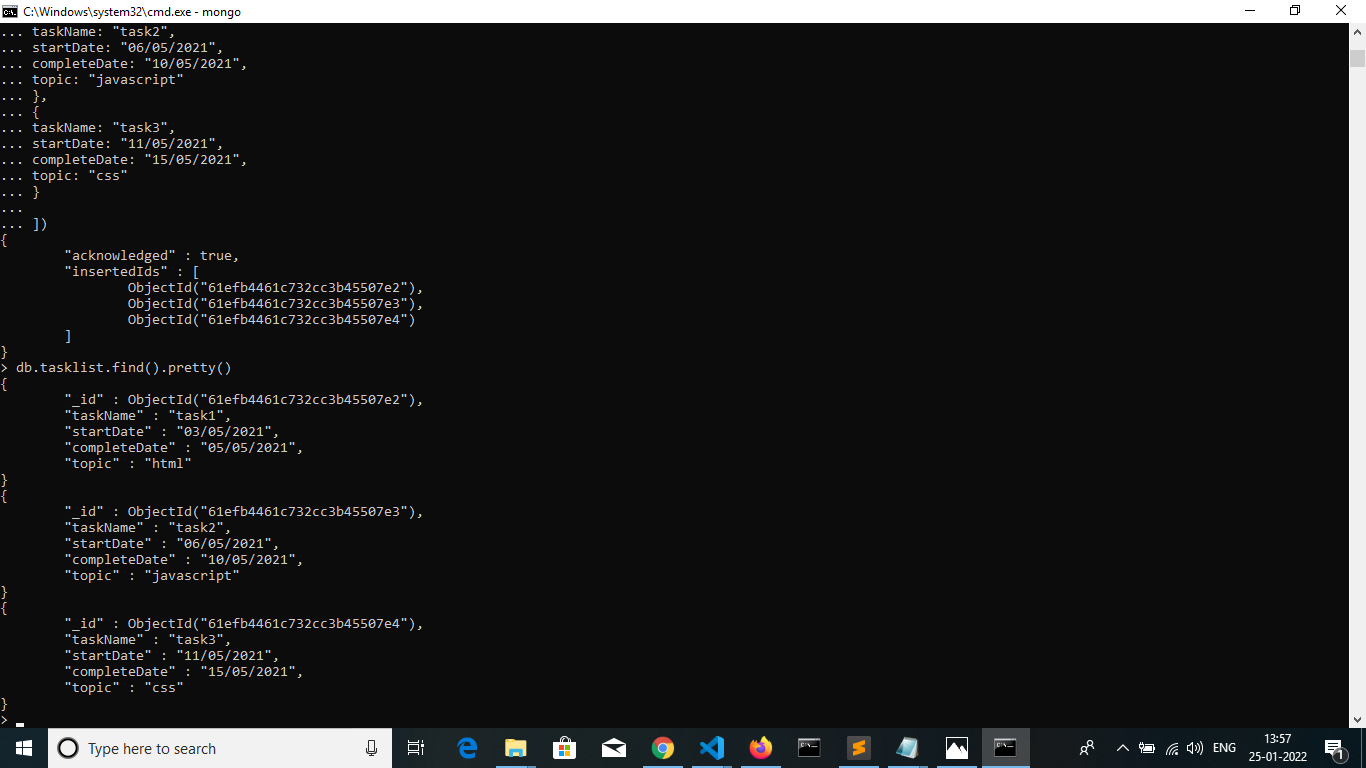 C:\Windows\system32\cmd.exe - mongo
... taskName: "task2",
... startDate: "06/05/2021",
... completeDate: "10/05/2021",
... topic: "javascript"
... },
... {
... taskName: "task3",
... startDate: "11/05/2021",
... completeDate: "15/05/2021",
... topic: "css"
... }
...
... ])
{
        "acknowledged" : true,
        "insertedIds" : [
                ObjectId("61efb4461c732cc3b45507e2"),
                ObjectId("61efb4461c732cc3b45507e3"),
                ObjectId("61efb4461c732cc3b45507e4")
        ]
}
> db.tasklist.find().pretty()
{
        "_id" : ObjectId("61efb4461c732cc3b45507e2"),
        "taskName" : "task1",
        "startDate" : "03/05/2021",
        "completeDate" : "05/05/2021",
        "topic" : "html"
}
{
        "_id" : ObjectId("61efb4461c732cc3b45507e3"),
        "taskName" : "task2",
        "startDate" : "06/05/2021",
        "completeDate" : "10/05/2021",
        "topic" : "javascript"
}
{
        "_id" : ObjectId("61efb4461c732cc3b45507e4"),
        "taskName" : "task3",
        "startDate" : "11/05/2021",
        "completeDate" : "15/05/2021",
        "topic" : "css"
}
>
Type here to search
ENG
13:57
25-01-2022
1